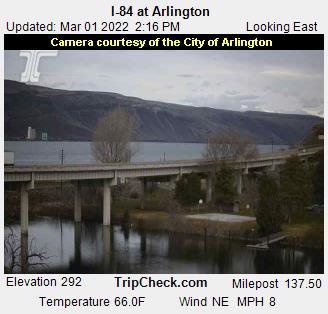 I-84 at Arlington
Updated: Mar 01 2022 2:16 PM Looking East
Camera courtesy of the City of Arlington
Elevation 292 TripCheck.com Milepost 137.50
Temperature 66.0F Wind NE MPH 8